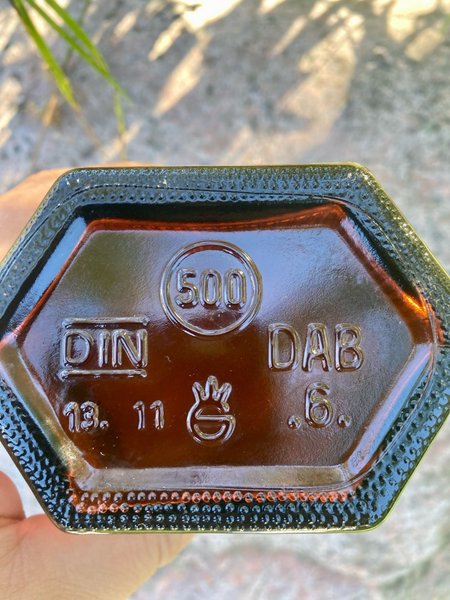 500
DIN DAB
13. 11 G .6.